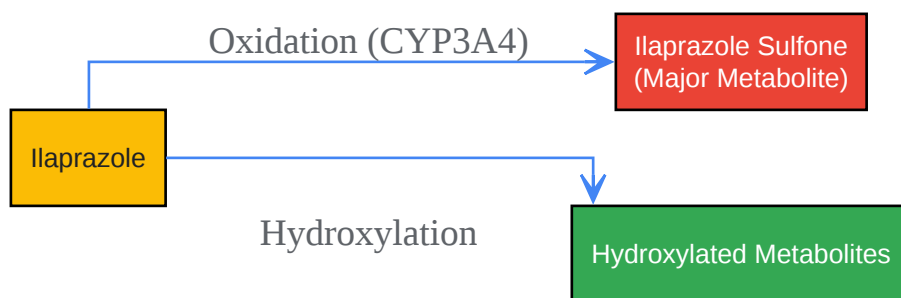 Oxidation (CYP3A4)
Ilaprazole Sulfone
(Major Metabolite)
Ilaprazole
Hydroxylation
Hydroxylated Metabolites